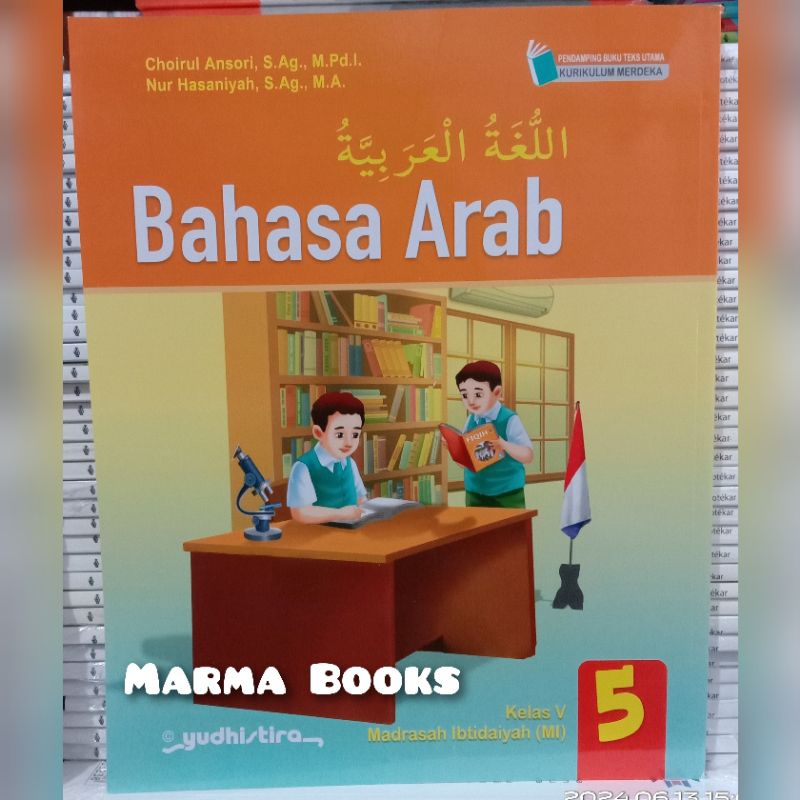 Choirul Ansori, S.Ag., M.Pd.I.
Nur Hasaniyah, S.Ag., M.A.
PENDAMPING BUKU TEKS UTAMA
KURIKULUM MERDEKA
اللُّغَةُ الْعَرَبِيَّةُ
Bahasa Arab
FIQIH
MARMA BOOKS
Kelas V
Madrasah Ibtidaiyah (MI)
5
© yudhistira